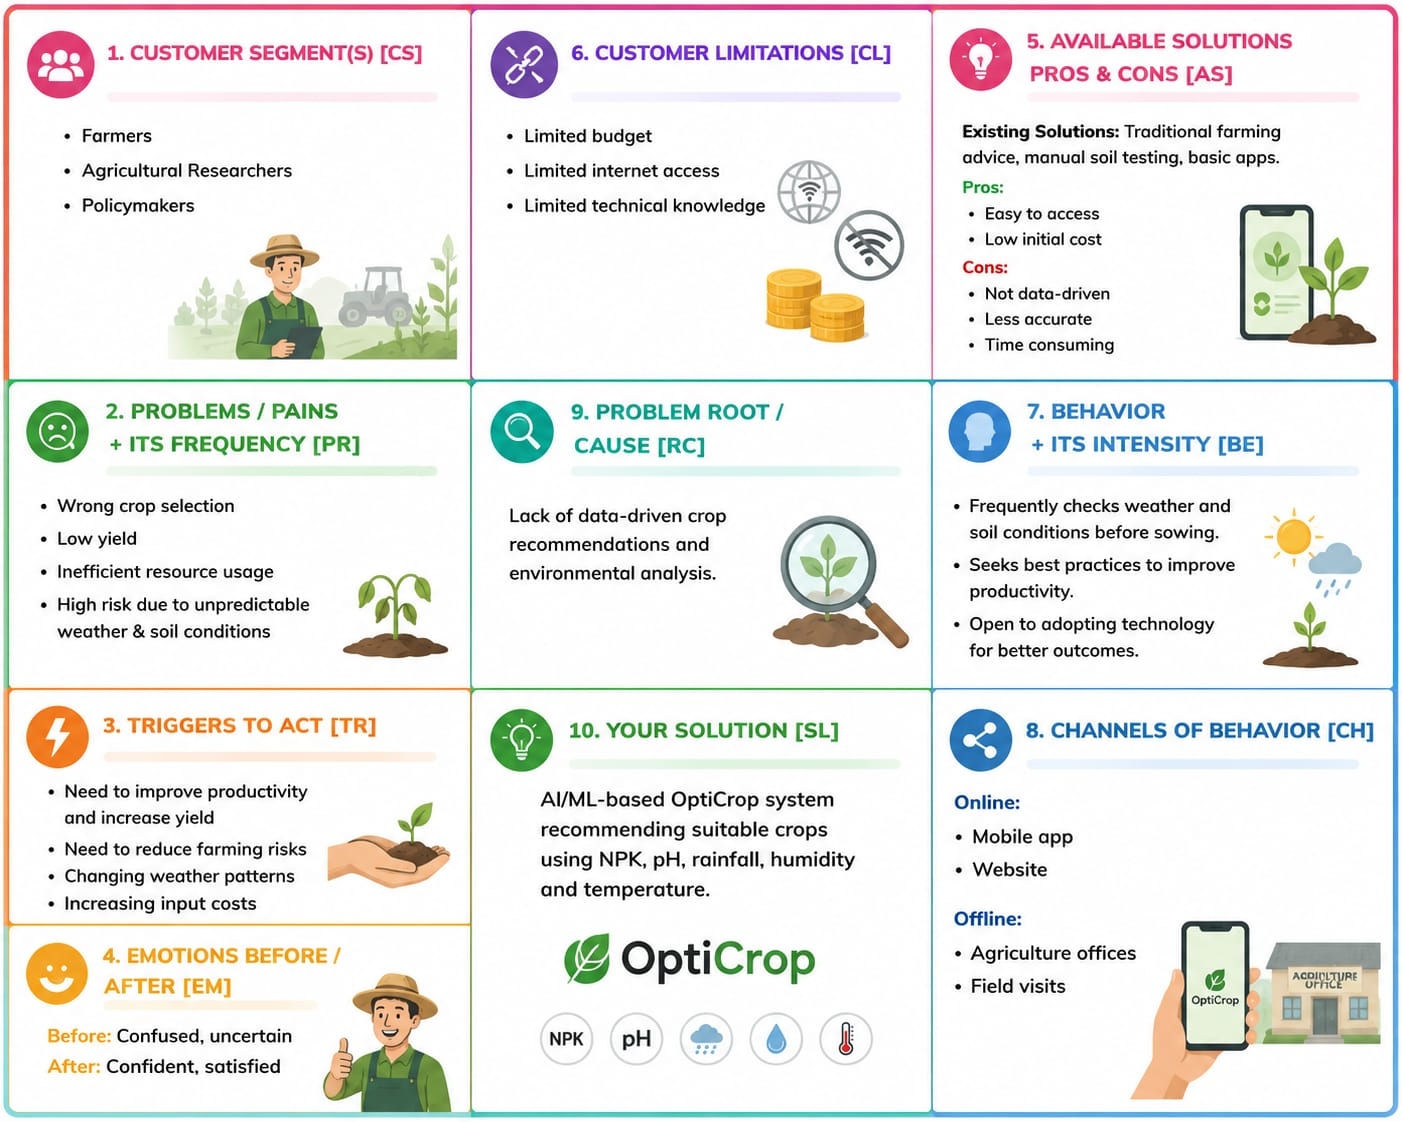 1. CUSTOMER SEGMENT(S) [CS]
• Farmers
• Agricultural Researchers
• Policymakers
6. CUSTOMER LIMITATIONS [CL]
• Limited budget
• Limited internet access
• Limited technical knowledge
5. AVAILABLE SOLUTIONS
PROS & CONS [AS]
Existing Solutions: Traditional farming
advice, manual soil testing, basic apps.
Pros:
• Easy to access
• Low initial cost
Cons:
• Not data-driven
• Less accurate
• Time consuming
2. PROBLEMS / PAINS
+ ITS FREQUENCY [PR]
• Wrong crop selection
• Low yield
• Inefficient resource usage
• High risk due to unpredictable
weather & soil conditions
9. PROBLEM ROOT /
CAUSE [RC]
Lack of data-driven crop
recommendations and
environmental analysis.
7. BEHAVIOR
+ ITS INTENSITY [BE]
• Frequently checks weather and
soil conditions before sowing.
• Seeks best practices to improve
productivity.
• Open to adopting technology
for better outcomes.
3. TRIGGERS TO ACT [TR]
• Need to improve productivity
and increase yield
• Need to reduce farming risks
• Changing weather patterns
• Increasing input costs
4. EMOTIONS BEFORE /
AFTER [EM]
Before: Confused, uncertain
After: Confident, satisfied
10. YOUR SOLUTION [SL]
AI/ML-based OptiCrop system
recommending suitable crops
using NPK, pH, rainfall, humidity
and temperature.
OptiCrop
NPK
pH
8. CHANNELS OF BEHAVIOR [CH]
Online:
• Mobile app
• Website
Offline:
• Agriculture offices
• Field visits
OptiCrop
OFFICE